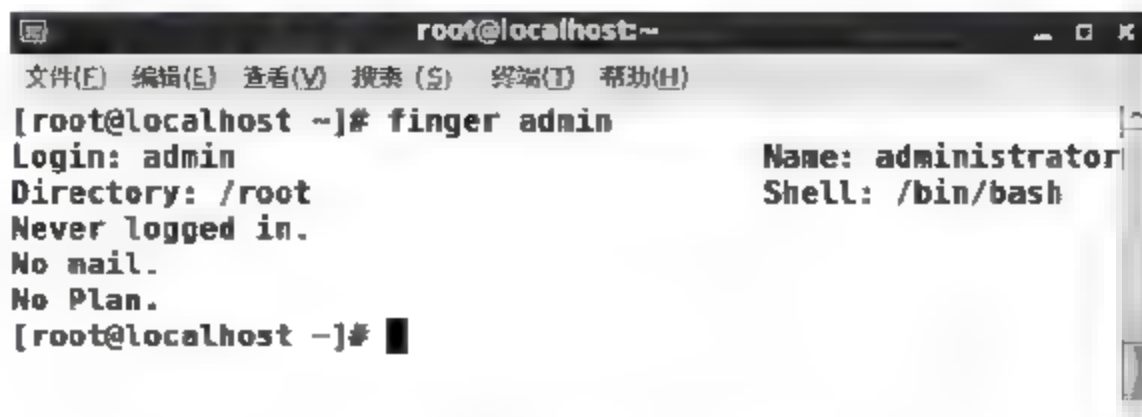 root@localhost:~
文件(F) 编辑(E) 查看(V) 搜索 (S) 终端(T) 帮助(H)
[root@localhost ~]# finger admin
Login: admin Name: administrator
Directory: /root Shell: /bin/bash
Never logged in.
No mail.
No Plan.
[root@localhost ~]#